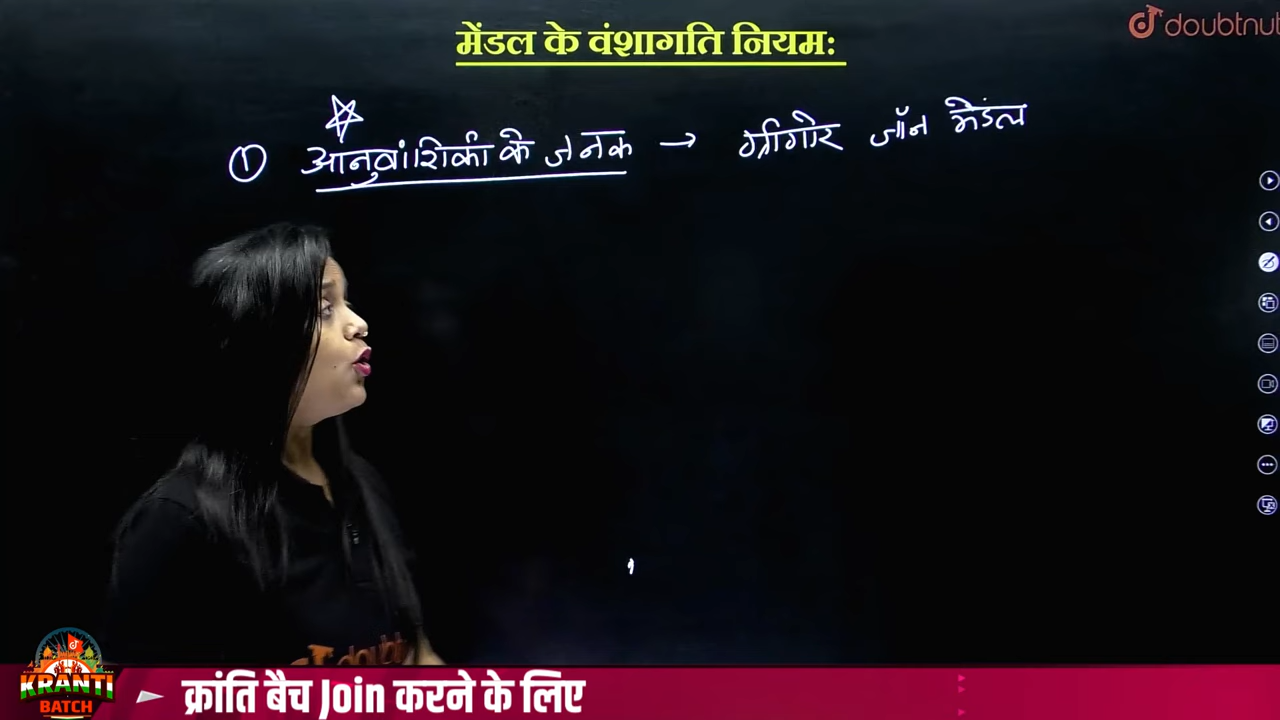 मेंडल के वंशागति नियम:
doubtnut
① आनुवांशिकी के जनक → ग्रीगोर जॉन मेंडल
KRANTI
BATCH
क्रांति बैच Join करने के लिए